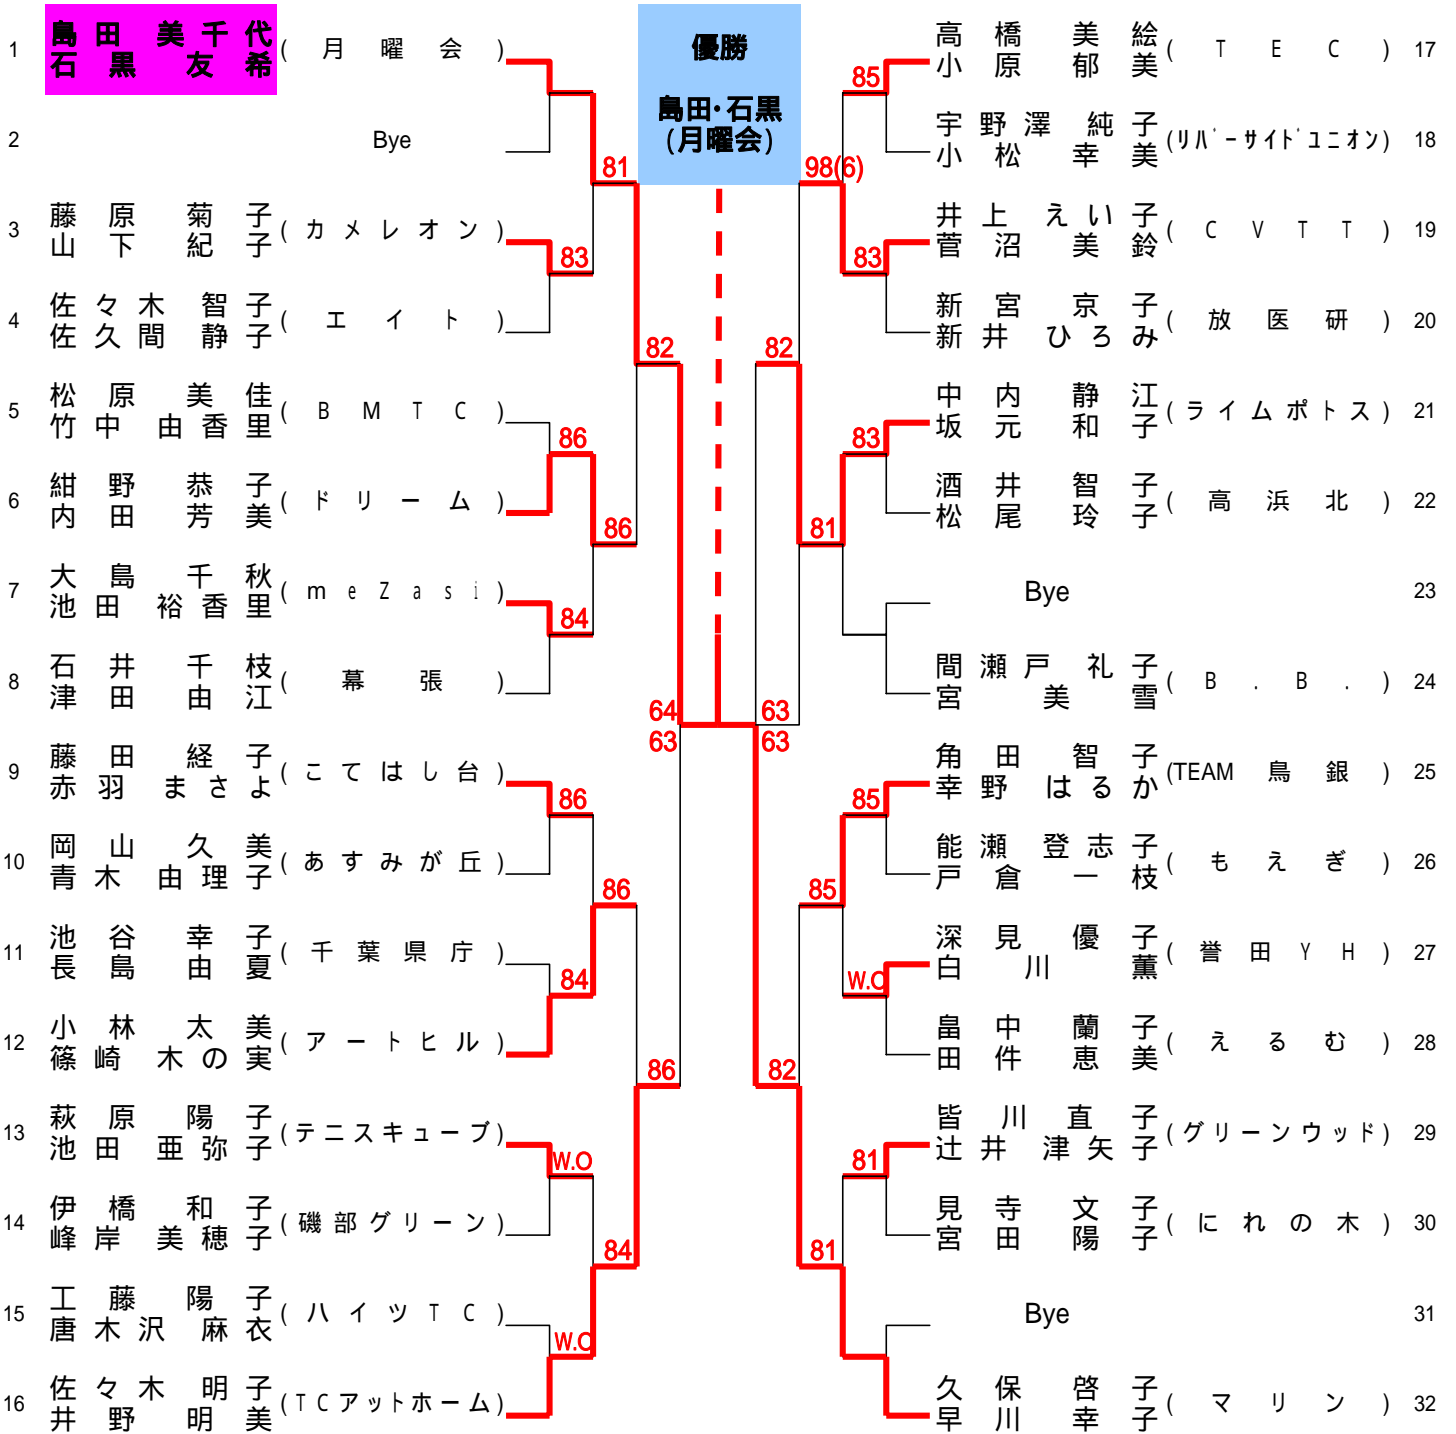 優勝
島田・石黒
(月曜会)
1 島田 美千代 (月曜会)
石黒 友希
2 Bye
81
3 藤原 菊子 (カメレオン)
山下 紀子
83
4 佐々木 智子 (エイト)
佐久間 静子
82
5 松原 美佳 (BMTC)
竹中 由香里
86
6 紺野 恭子 (ドリーム)
内田 芳美
86
7 大島 千秋 (meZasi)
池田 裕香里
84
8 石井 千枝 (幕張)
津田 由江
64
63
9 藤田 経子 (こてはし台)
赤羽 まさよ
86
10 岡山 久美 (あすみが丘)
青木 由理子
86
11 池谷 幸子 (千葉県庁)
長島 由夏
84
12 小林 太美 (アートヒル)
篠崎 木の実
86
13 萩原 陽子 (テニスキューブ)
池田 亜弥子
W.O
14 伊橋 和子 (磯部グリーン)
峰岸 美穂子
84
15 工藤 陽子 (ハイツTC)
唐木沢 麻衣
W.O
16 佐々木 明子 (TCアットホーム)
井野 明美
高橋 美絵 (TEC) 17
小原 郁美
85
宇野澤 純子 (リバーサイドユニオン) 18
小松 幸美
98(6)
井上 えい子 (CVTT) 19
菅沼 美鈴
83
新宮 京子 (放医研) 20
新井 ひろみ
82
中内 静江 (ライムポトス) 21
坂元 和子
83
酒井 智子 (高浜北) 22
松尾 玲子
81
Bye 23
間瀬戸 礼子 (B.B.) 24
宮 美雪
63
63
角田 智子 (TEAM 鳥銀) 25
幸野 はるか
85
能瀬 登志子 (もえぎ) 26
戸倉 一枝
85
深見 優子 (誉田YH) 27
白川 薫
W.O
畠中 蘭子 (えるむ) 28
田件 恵美
82
皆川 直子 (グリーンウッド) 29
辻井 津矢子
81
見寺 文子 (にれの木) 30
宮田 陽子
81
Bye 31
久保 啓子 (マリン) 32
早川 幸子